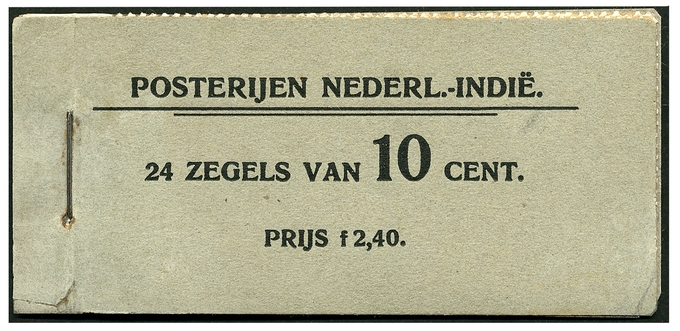 POSTERIJEN NEDERL.-INDIË.
24 ZEGELS VAN 10 CENT.
PRIJS f 2,40.